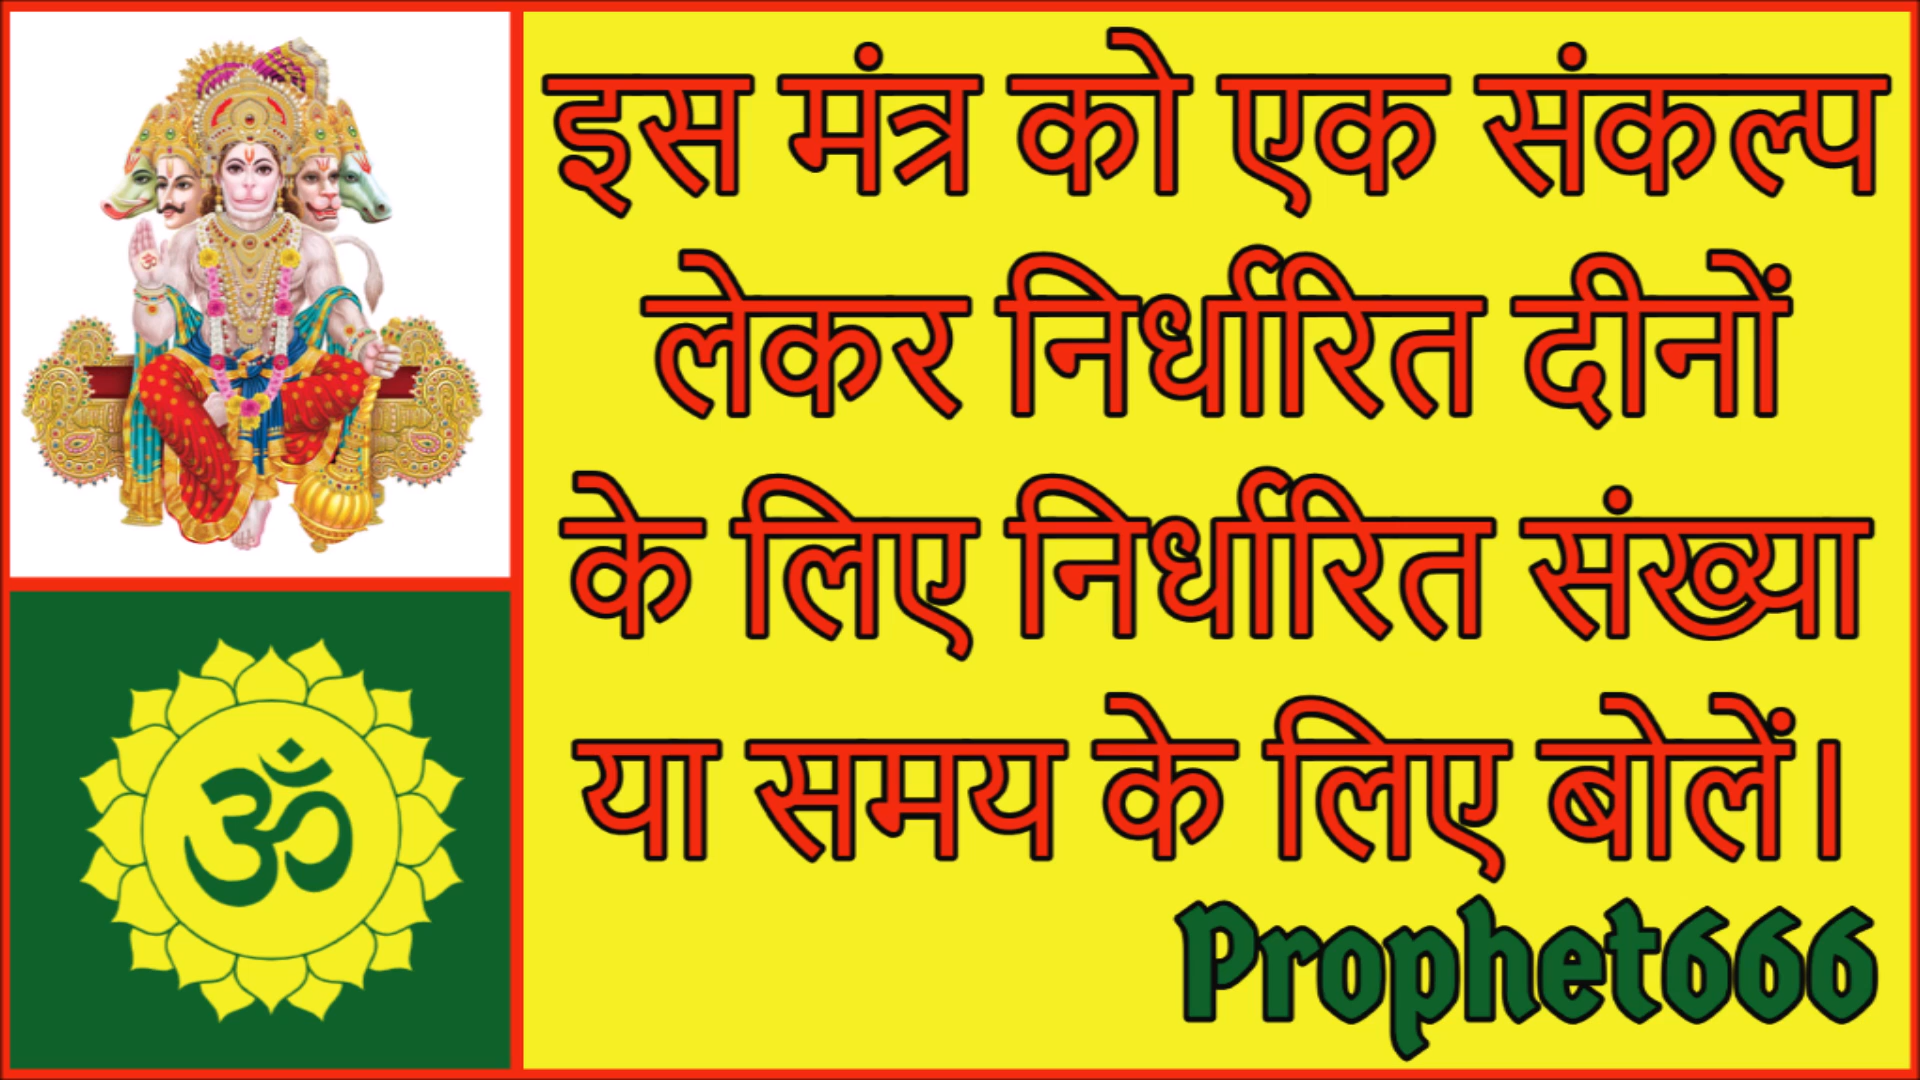 इस मंत्र को एक संकल्प
लेकर निर्धारित दीनों
के लिए निर्धारित संख्या
या समय के लिए बोलें।
Prophet666
ॐ